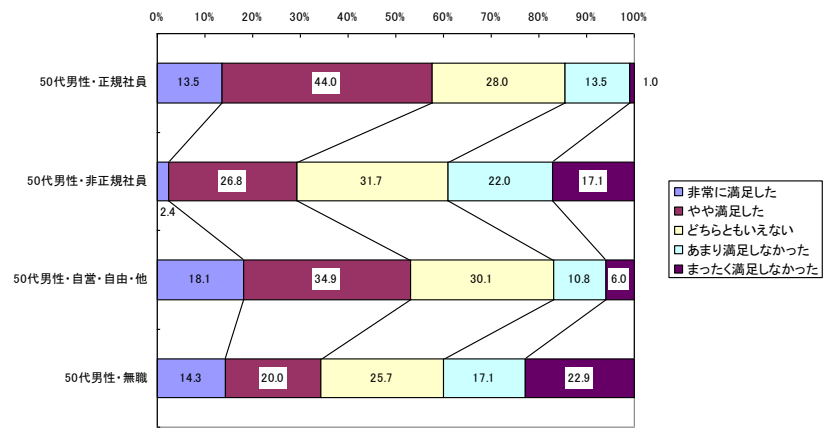 0% 10% 20% 30% 40% 50% 60% 70% 80% 90% 100%
50代男性・正規社員 13.5 44.0 28.0 13.5 1.0
50代男性・非正規社員 26.8 31.7 22.0 17.1
2.4
50代男性・自営・自由・他 18.1 34.9 30.1 10.8 6.0
50代男性・無職 14.3 20.0 25.7 17.1 22.9
非常に満足した
やや満足した
どちらともいえない
あまり満足しなかった
まったく満足しなかった